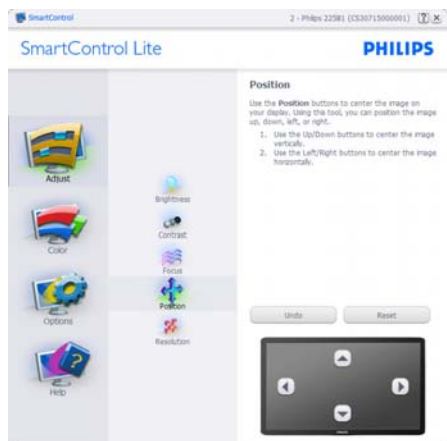 SmartControl
2 - Philips 225B1 (CS30715000001)
SmartControl Lite
PHILIPS
Adjust
Color
Options
Help
Brightness
Contrast
Focus
Position
Resolution
Position
Use the Position buttons to center the image on
your display. Using this tool, you can position the image
up, down, left, or right.
1. Use the Up/Down buttons to center the image
vertically.
2. Use the Left/Right buttons to center the image
horizontally.
Undo
Reset